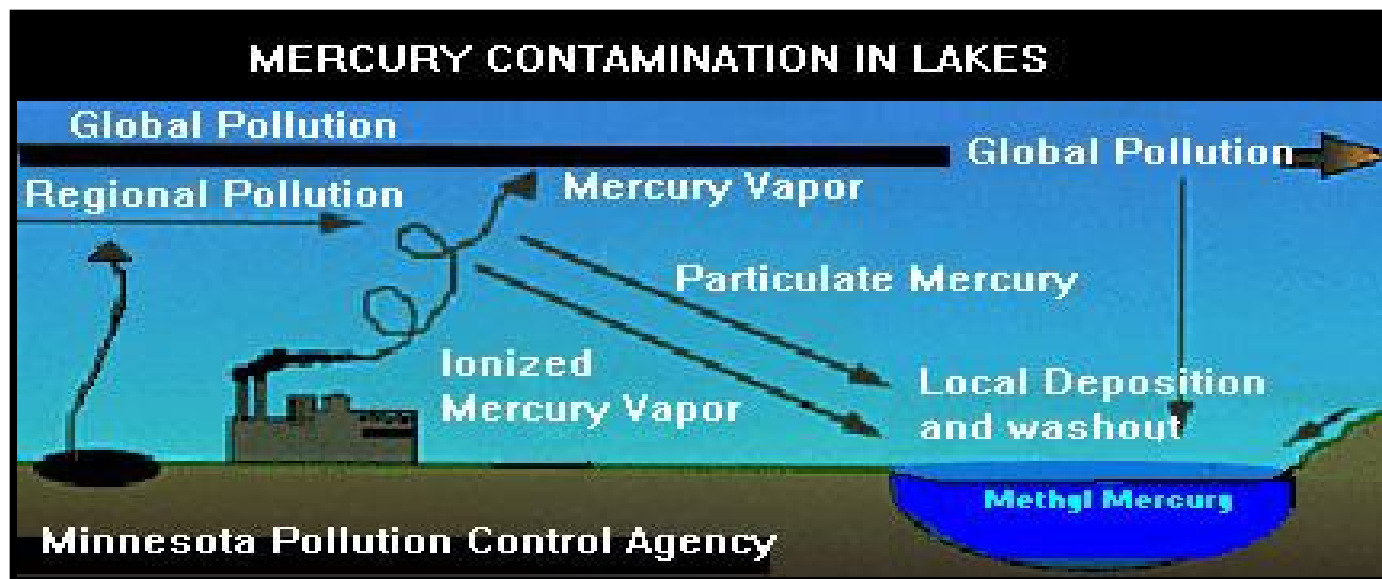 MERCURY CONTAMINATION IN LAKES
Global Pollution
Global Pollution
Regional Pollution
Mercury Vapor
Particulate Mercury
Ionized
Mercury Vapor
Local Deposition
and washout
Methyl Mercury
Minnesota Pollution Control Agency